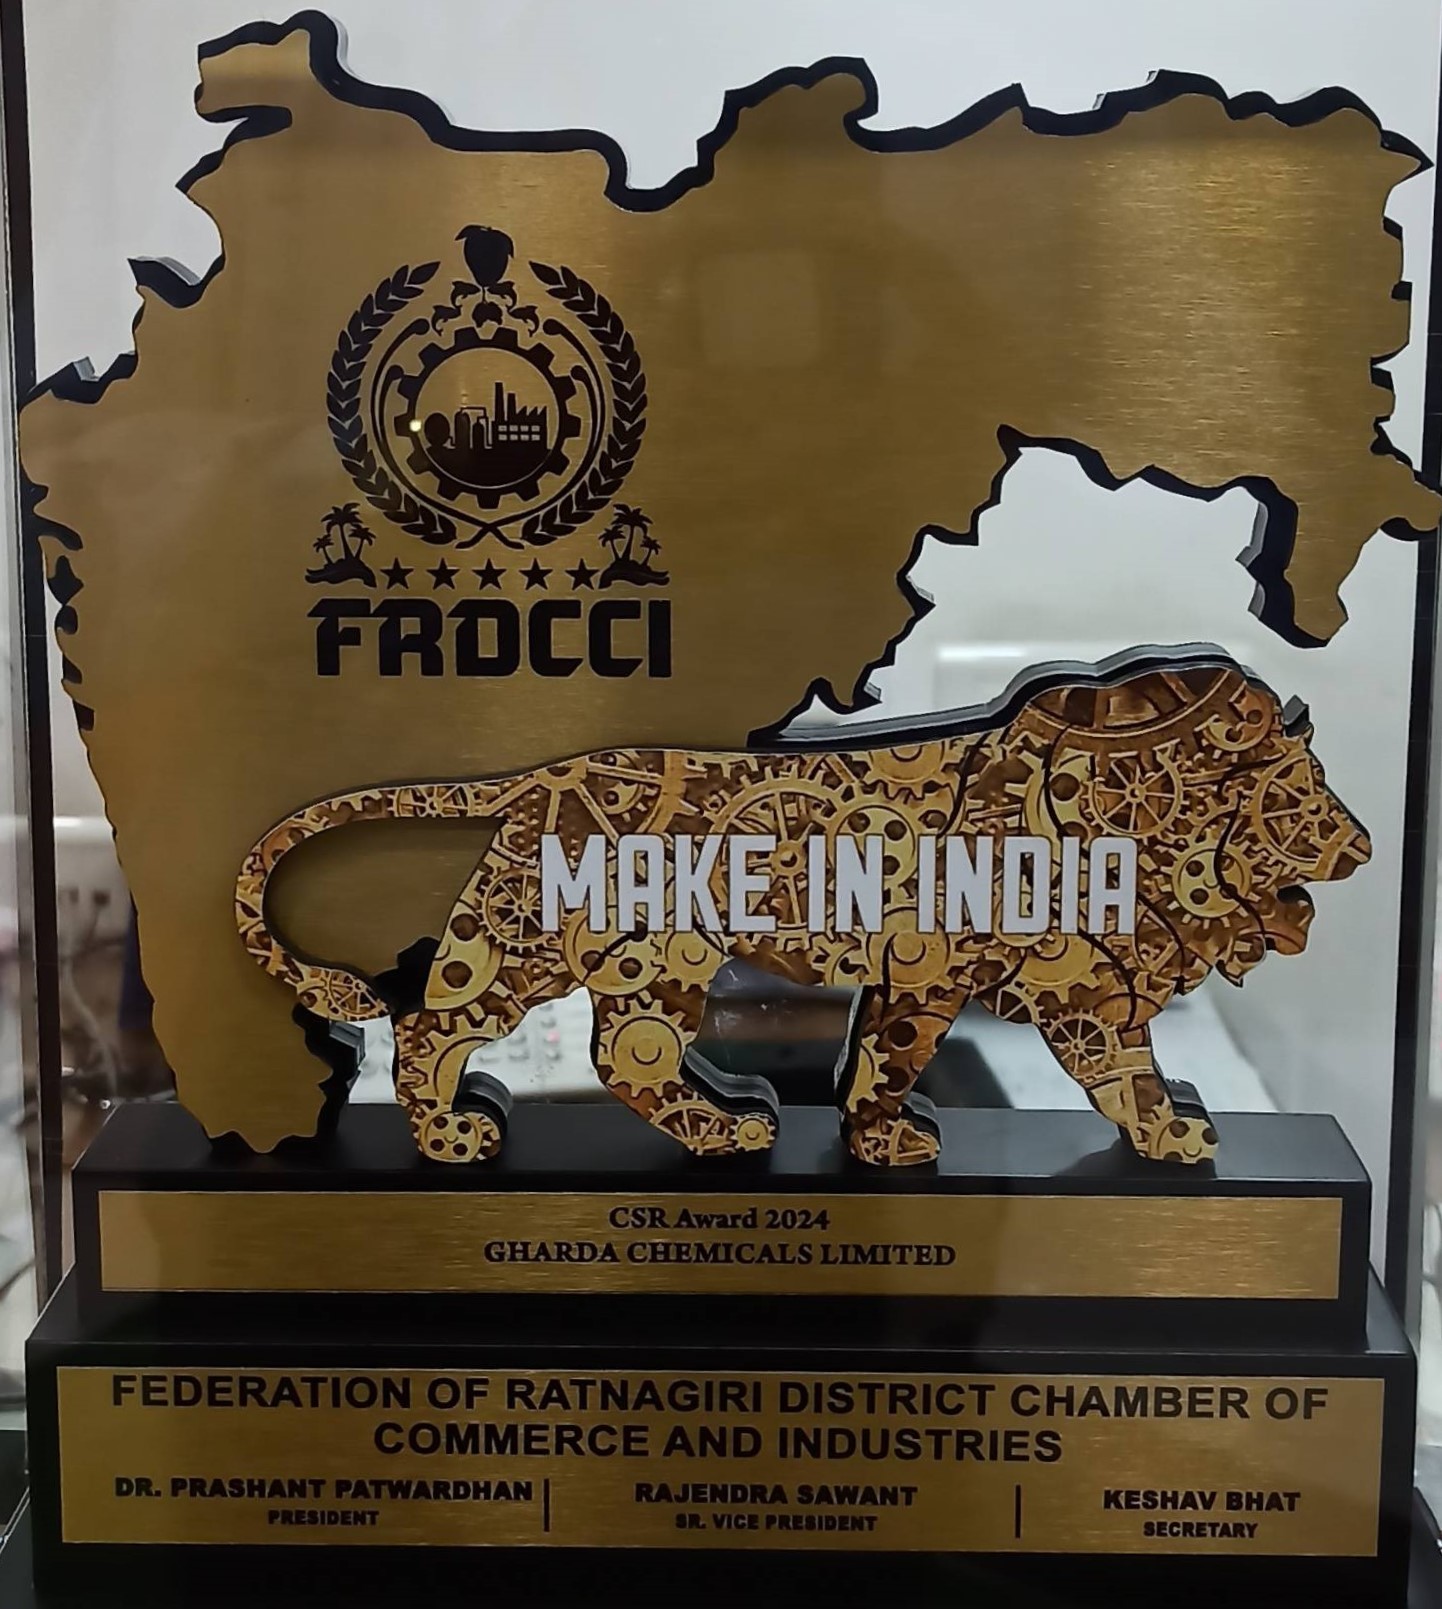 FRDCCI
MAKE IN INDIA
CSR Award 2024
GHARDA CHEMICALS LIMITED
FEDERATION OF RATNAGIRI DISTRICT CHAMBER OF
COMMERCE AND INDUSTRIES
DR. PRASHANT PATWARDHAN
PRESIDENT
RAJENDRA SAWANT
SR. VICE PRESIDENT
KESHAV BHAT
SECRETARY